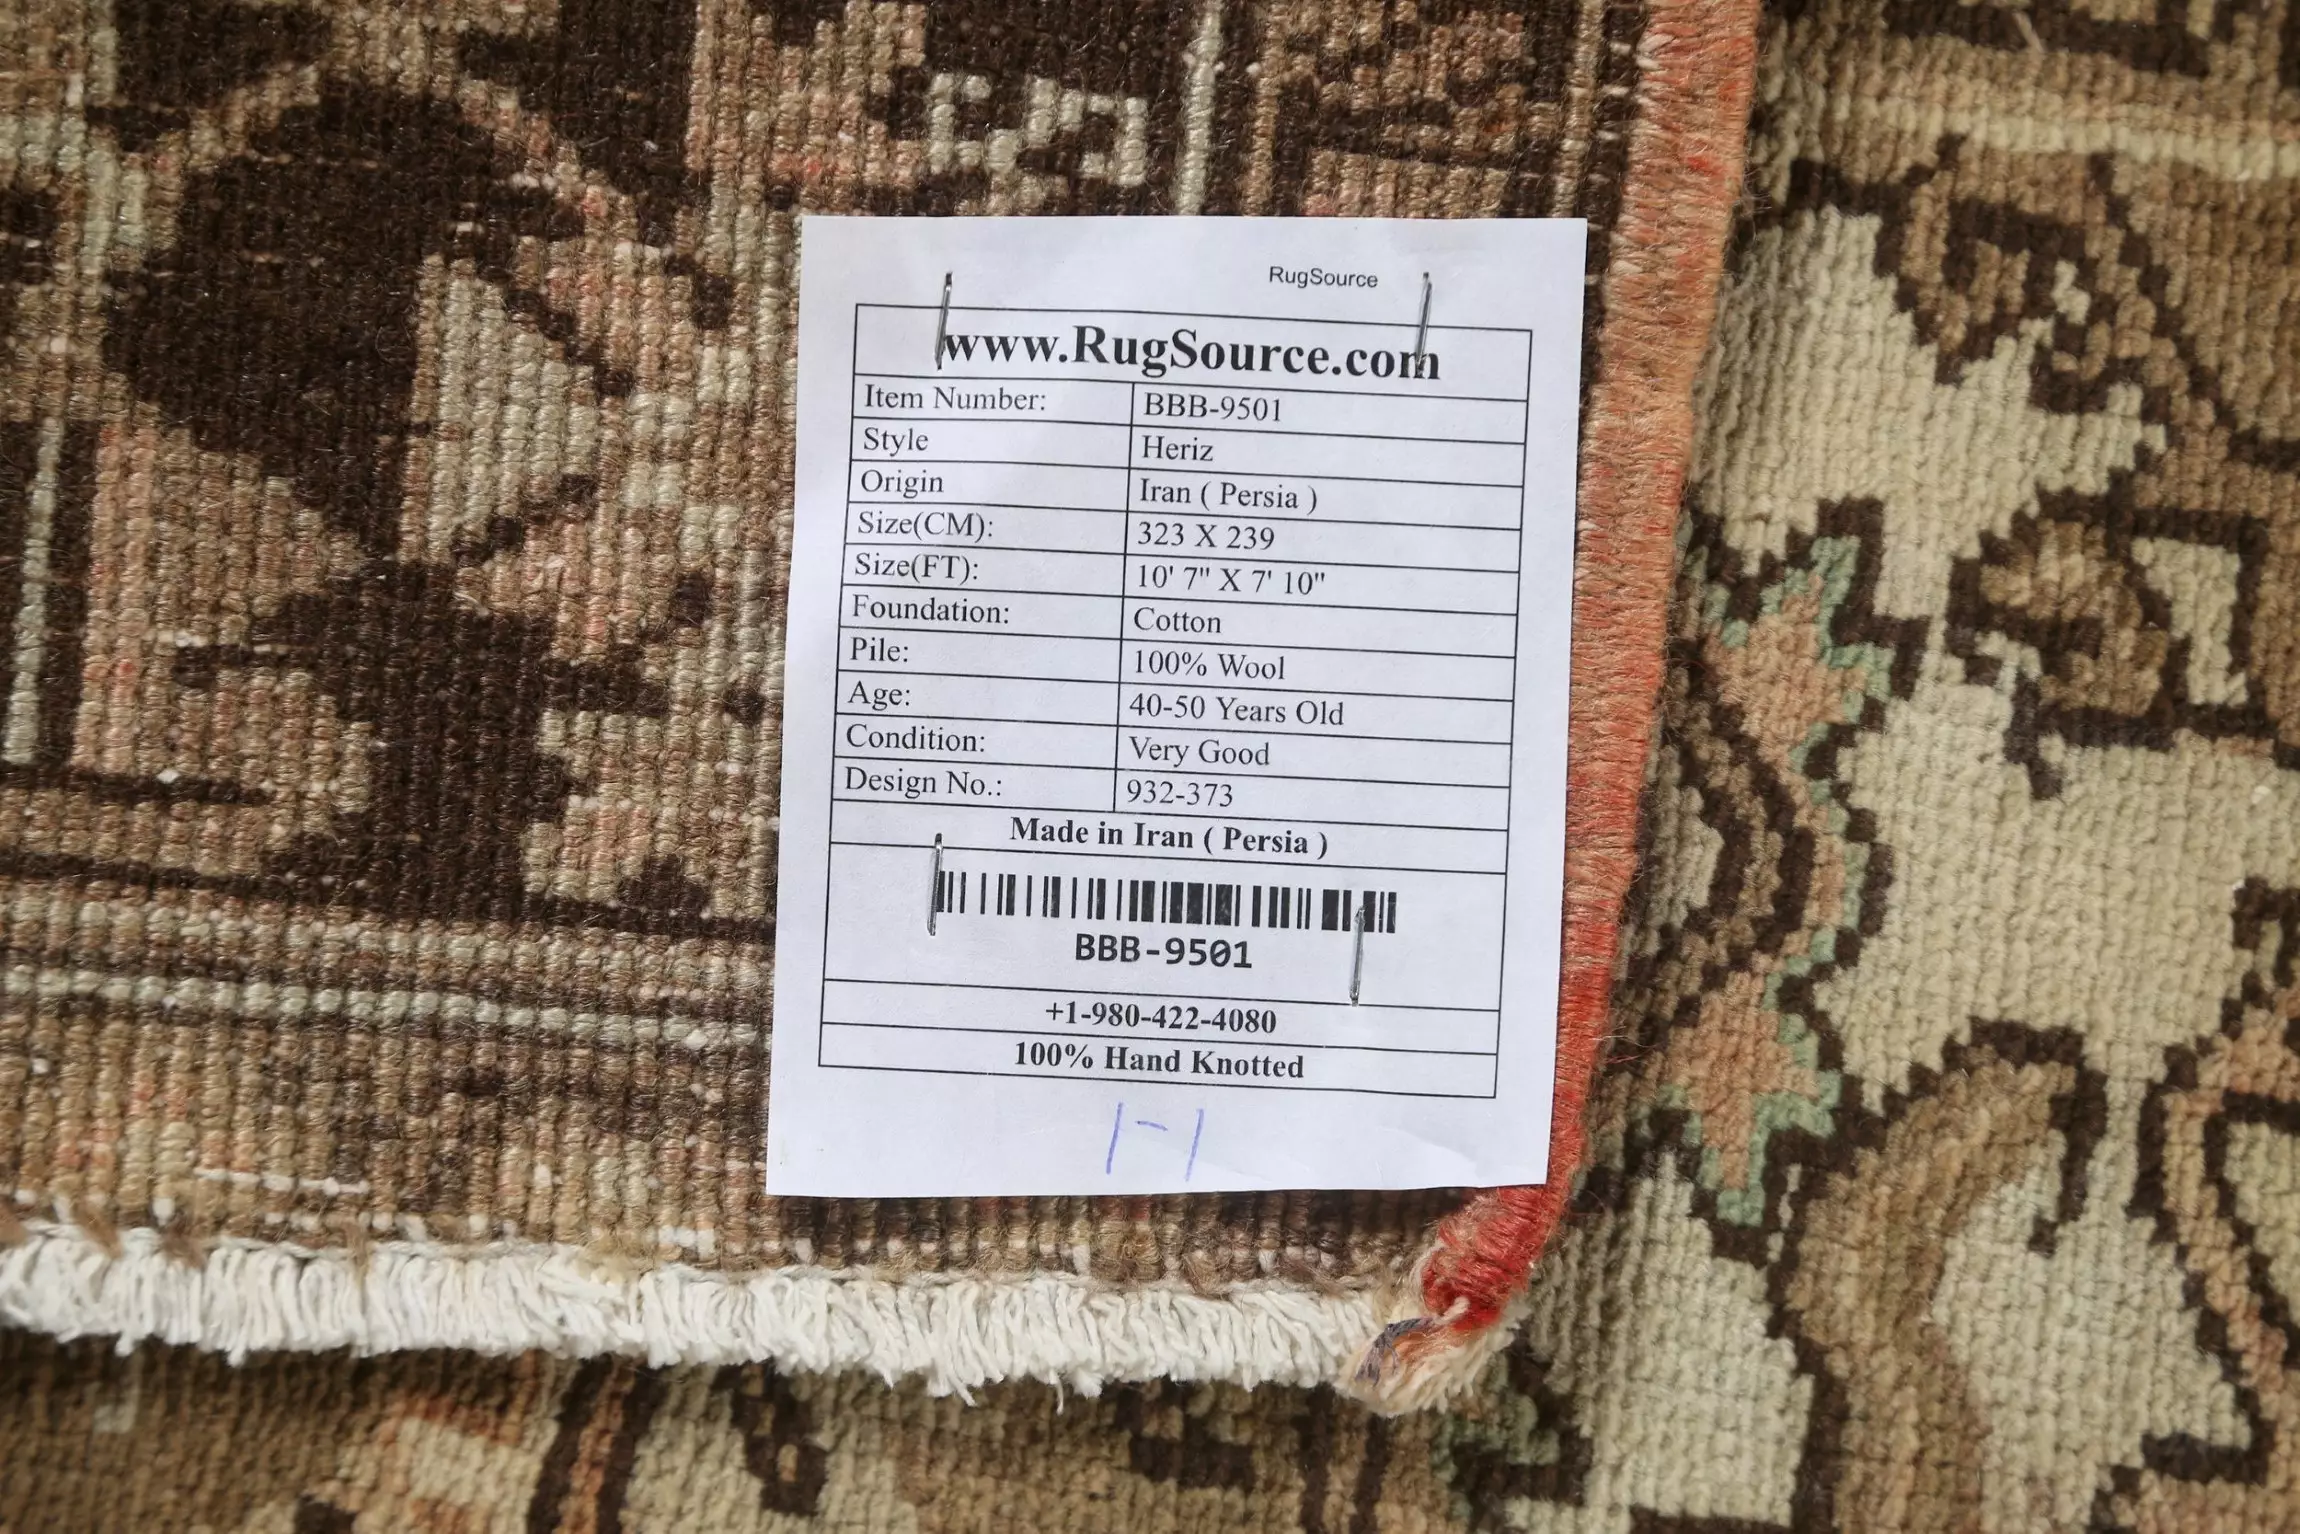 RugSource
www.RugSource.com
Item Number: BBB-9501
Style Heriz
Origin Iran ( Persia )
Size(CM): 323 X 239
Size(FT): 10' 7" X 7' 10"
Foundation: Cotton
Pile: 100% Wool
Age: 40-50 Years Old
Condition: Very Good
Design No.: 932-373
Made in Iran ( Persia )
BBB-9501
+1-980-422-4080
100% Hand Knotted
1-1